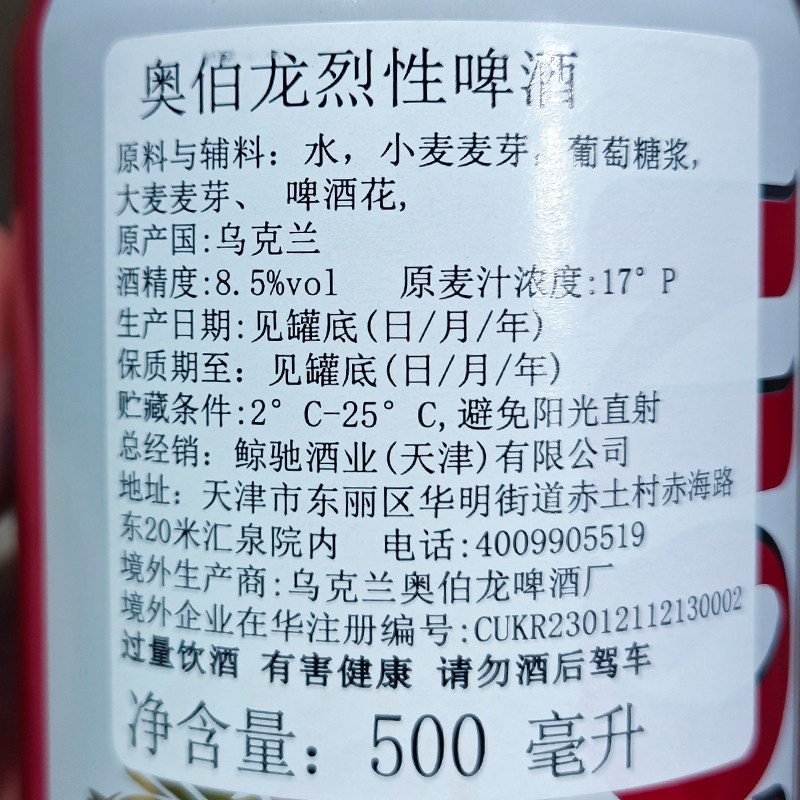 奥伯龙烈性啤酒
原料与辅料：水，小麦麦芽，葡萄糖浆,
大麦麦芽、 啤酒花,
原产国:乌克兰
酒精度:8.5%vol 原麦汁浓度:17°P
生产日期:见罐底(日/月/年)
保质期至：见罐底(日/月/年)
贮藏条件:2°C-25°C,避免阳光直射
总经销：鲸驰酒业(天津)有限公司
地址：天津市东丽区华明街道赤土村赤海路
东20米汇泉院内 电话:4009905519
境外生产商:乌克兰奥伯龙啤酒厂
境外企业在华注册编号:CUKR23012112130002
过量饮酒 有害健康 请勿酒后驾车
净含量：500 毫升